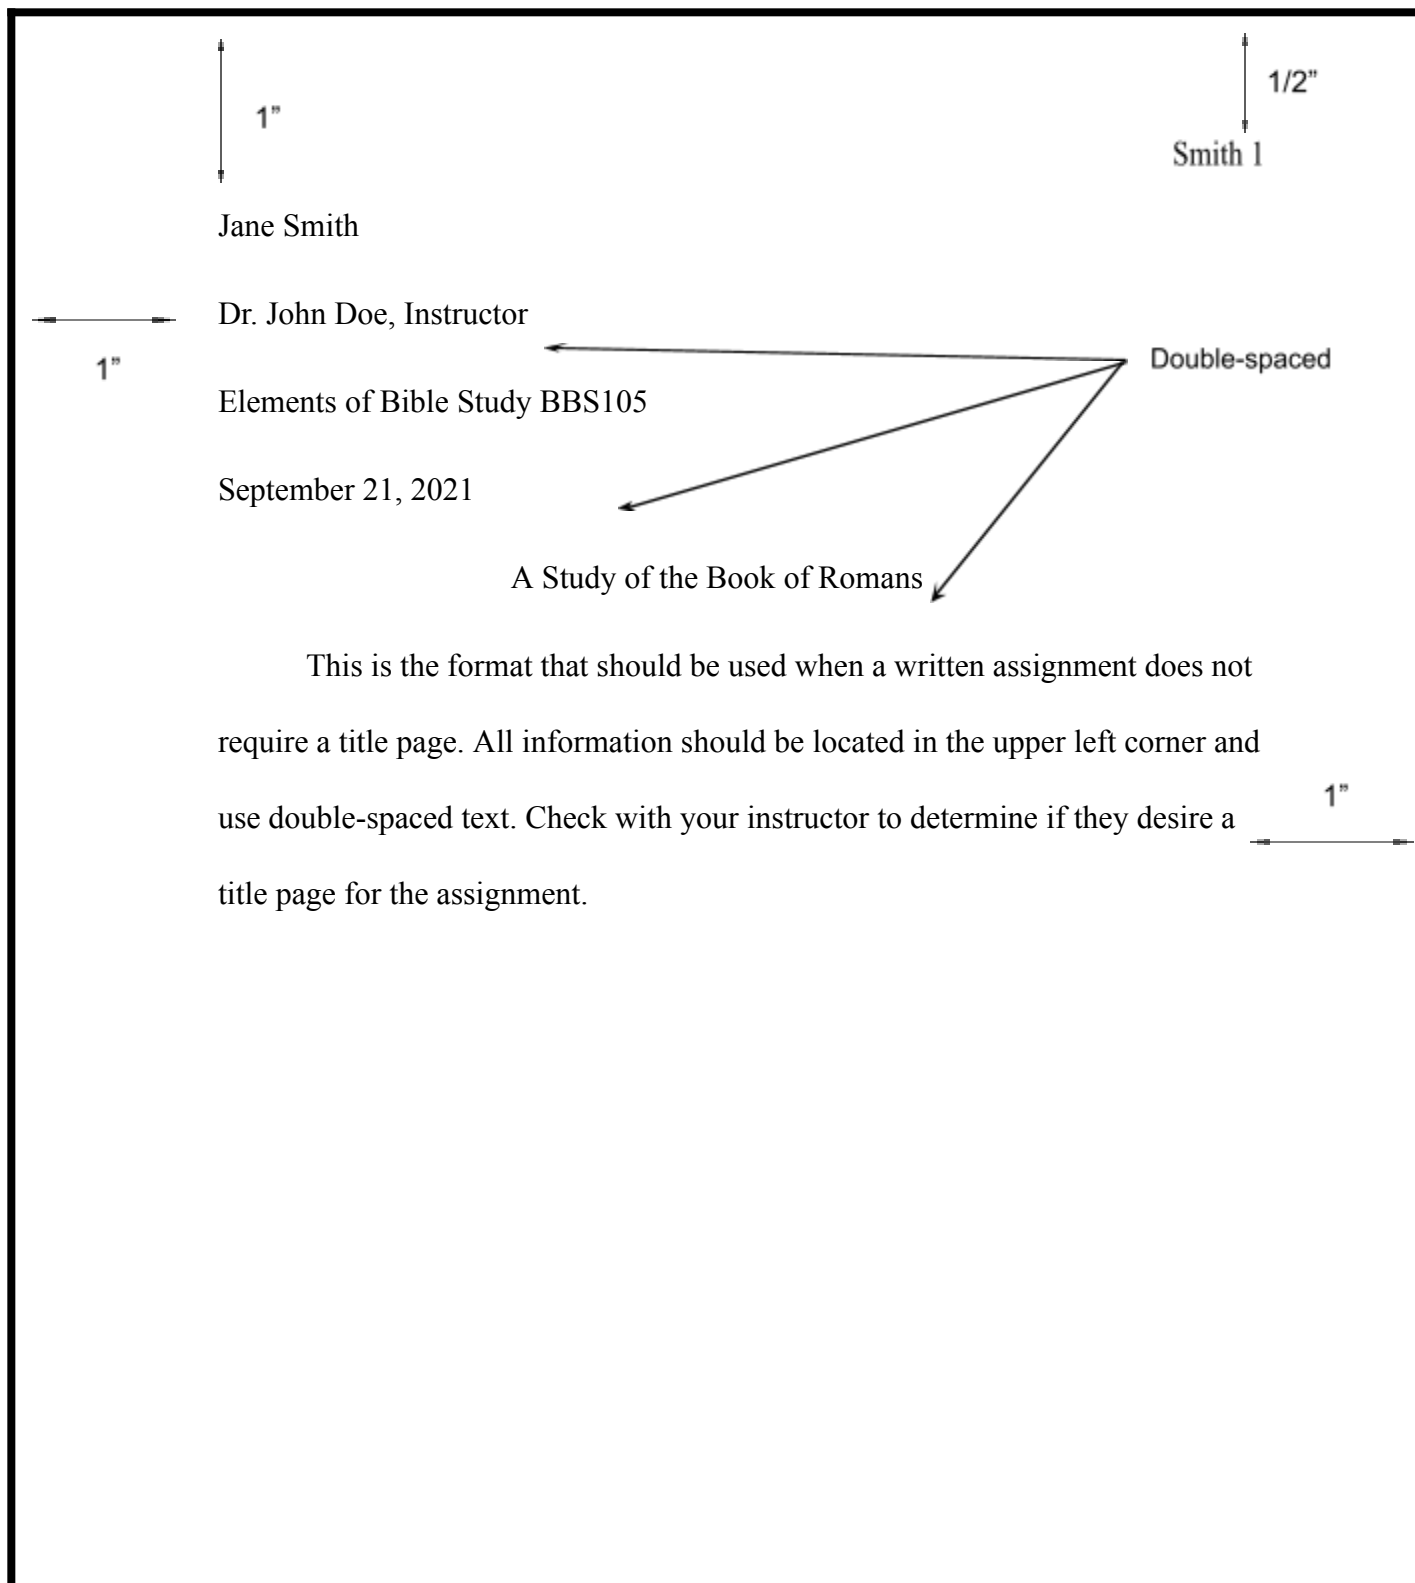 1/2”
1”
Smith 1
Jane Smith
Dr. John Doe, Instructor
Double-spaced
1”
Elements of Bible Study BBS105
September 21, 2021
A Study of the Book of Romans
This is the format that should be used when a written assignment does not
require a title page. All information should be located in the upper left corner and
1”
use double-spaced text. Check with your instructor to determine if they desire a
title page for the assignment.